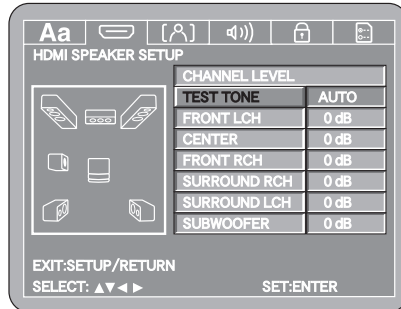 Aa
HDMI SPEAKER SETUP
CHANNEL LEVEL
TEST TONE AUTO
FRONT LCH 0 dB
CENTER 0 dB
FRONT RCH 0 dB
SURROUND RCH 0 dB
SURROUND LCH 0 dB
SUBWOOFER 0 dB
EXIT:SETUP/RETURN
SELECT: ▲▼◄ ► SET:ENTER